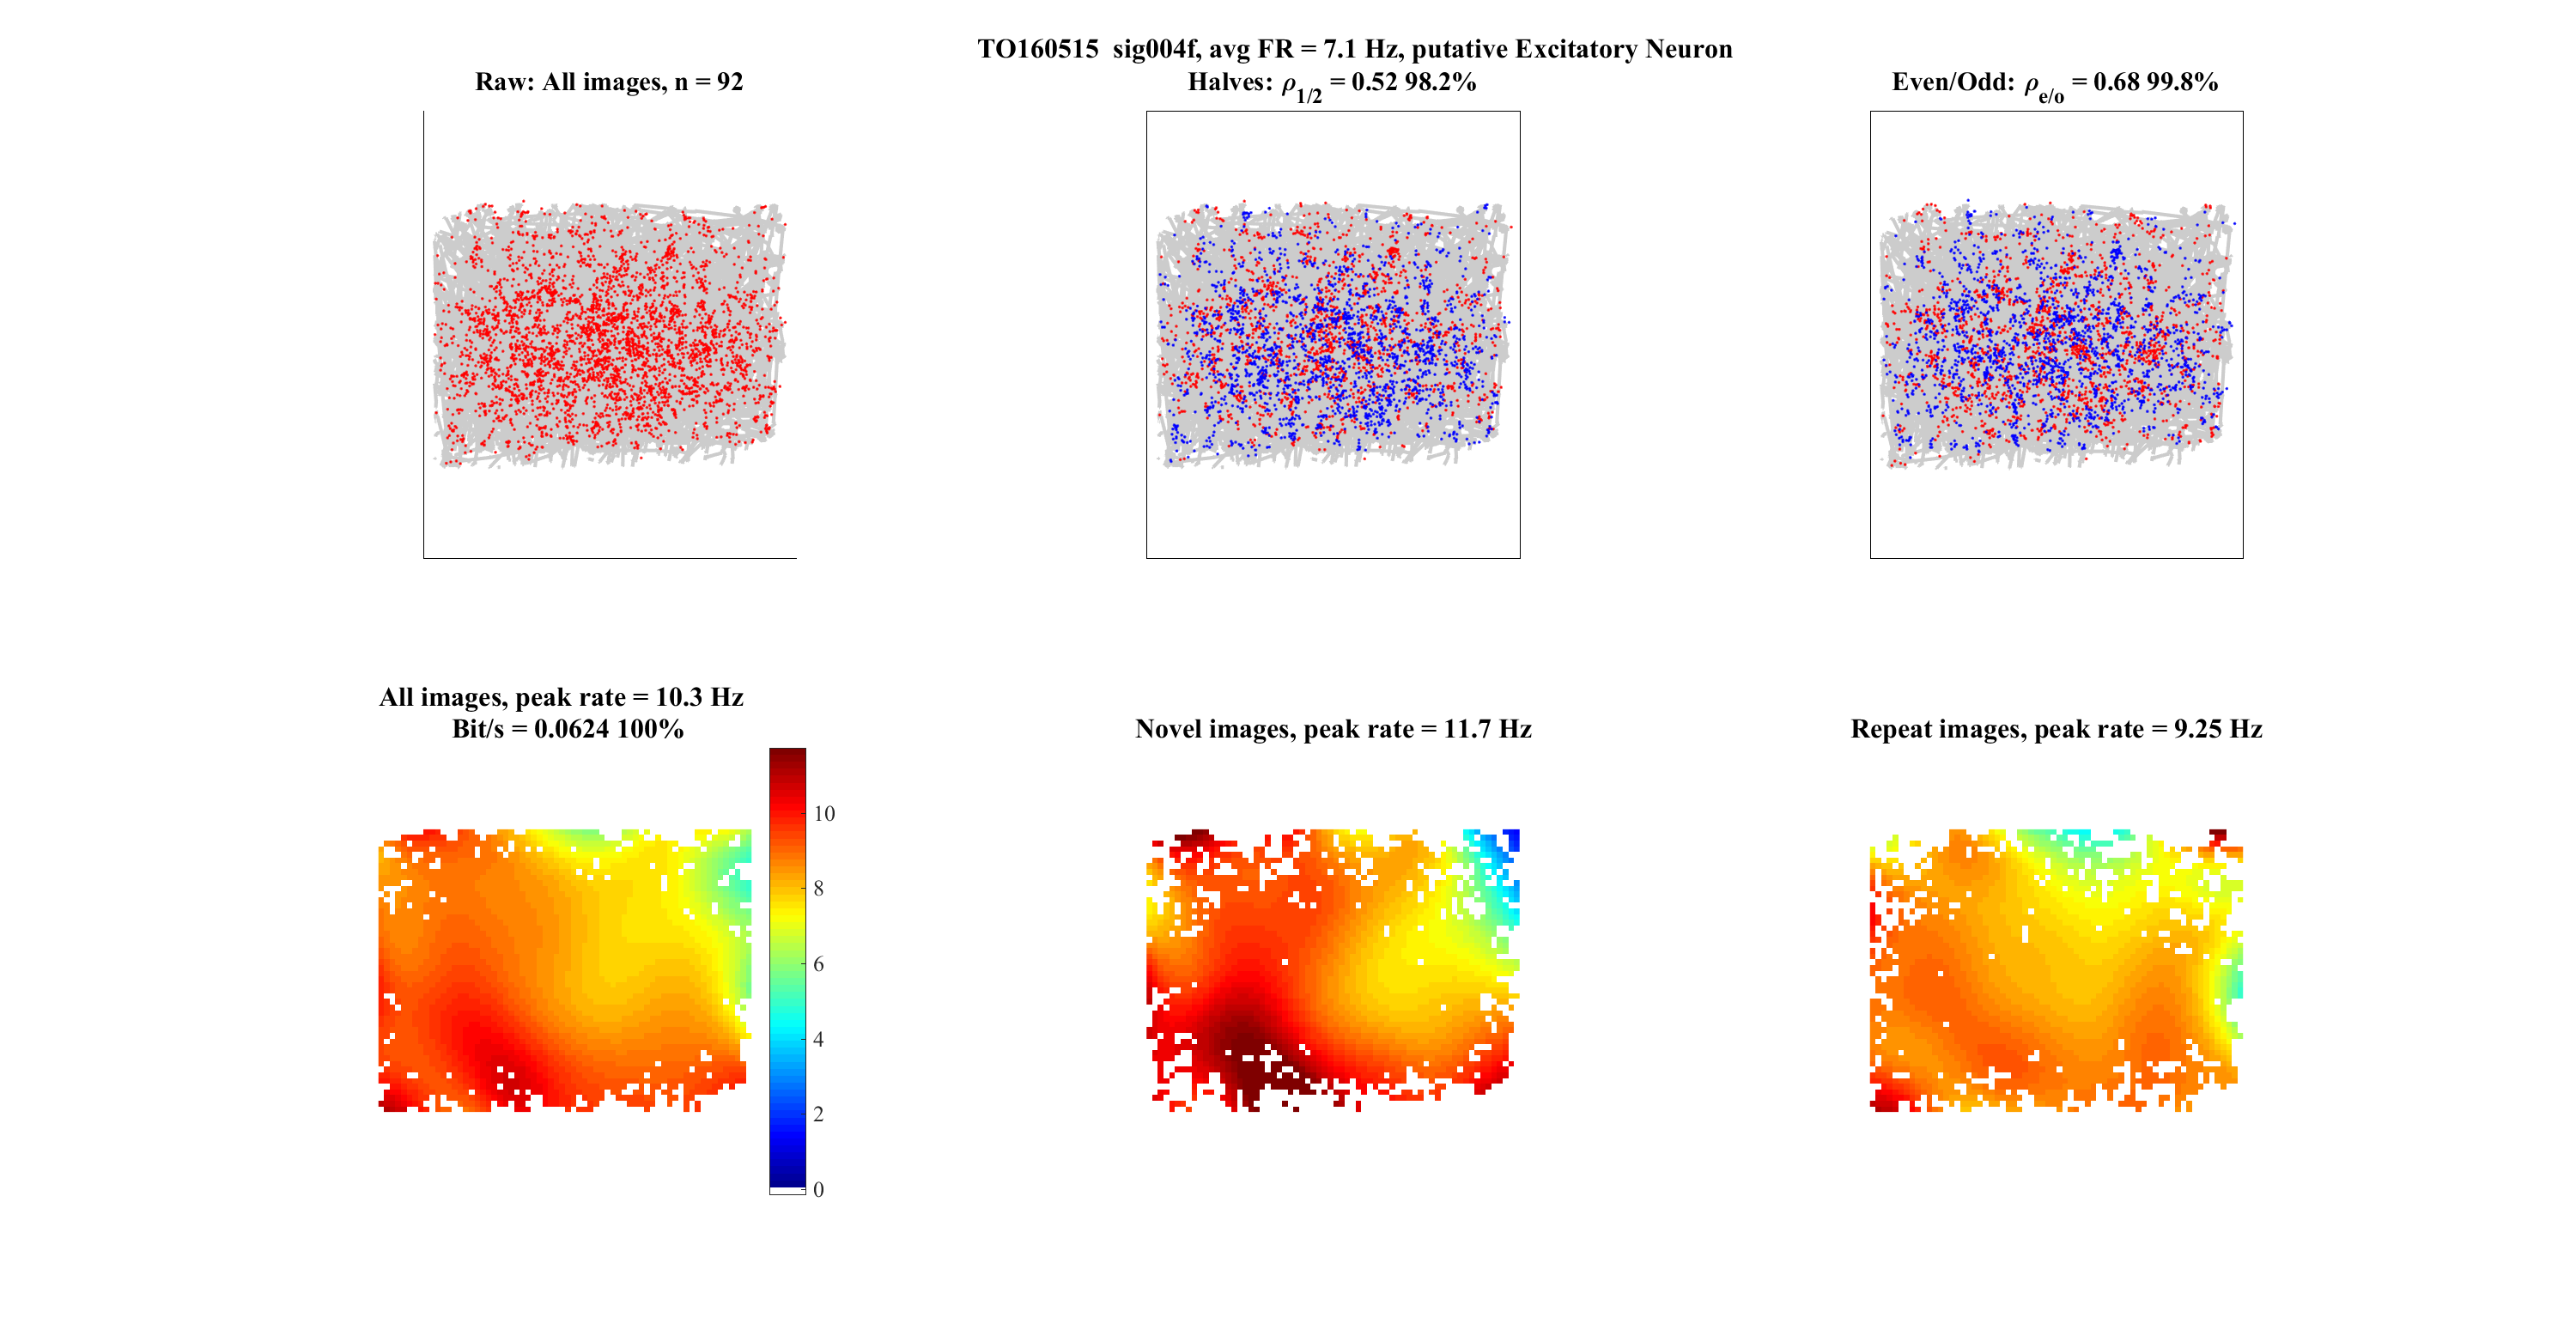 TO160515  sig004f, avg FR = 7.1 Hz, putative Excitatory Neuron
Raw: All images, n = 92
Halves: ρ1/2 = 0.52 98.2%
Even/Odd: ρe/o = 0.68 99.8%
All images, peak rate = 10.3 Hz
Bit/s = 0.0624 100%
Novel images, peak rate = 11.7 Hz
Repeat images, peak rate = 9.25 Hz
10
8
6
4
2
0